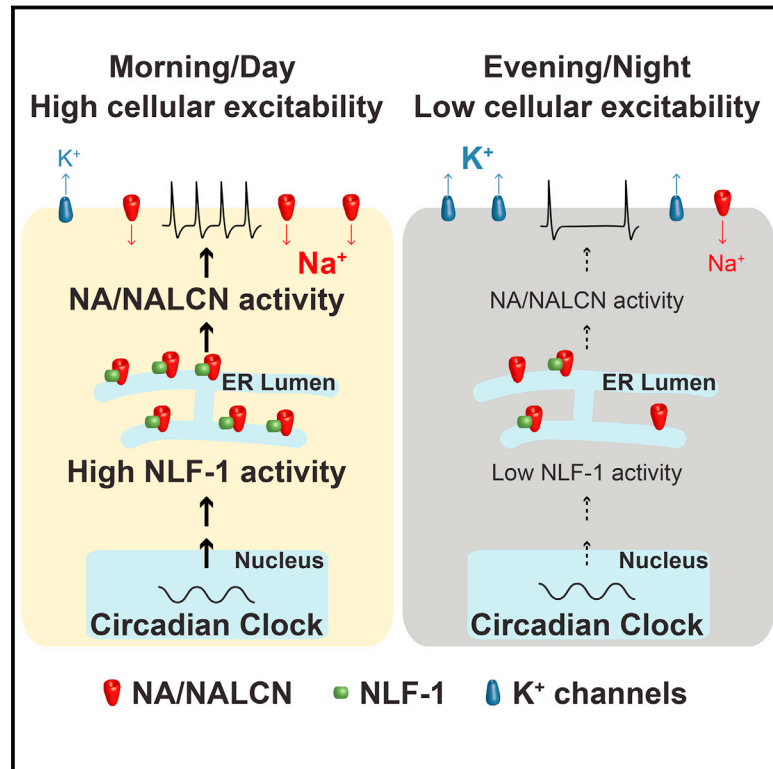 Morning/Day
High cellular excitability
K⁺
Na⁺
NA/NALCN activity
ER Lumen
High NLF-1 activity
Nucleus
Circadian Clock
Evening/Night
Low cellular excitability
K⁺
Na⁺
NA/NALCN activity
ER Lumen
Low NLF-1 activity
Nucleus
Circadian Clock
NA/NALCN
NLF-1
K⁺ channels